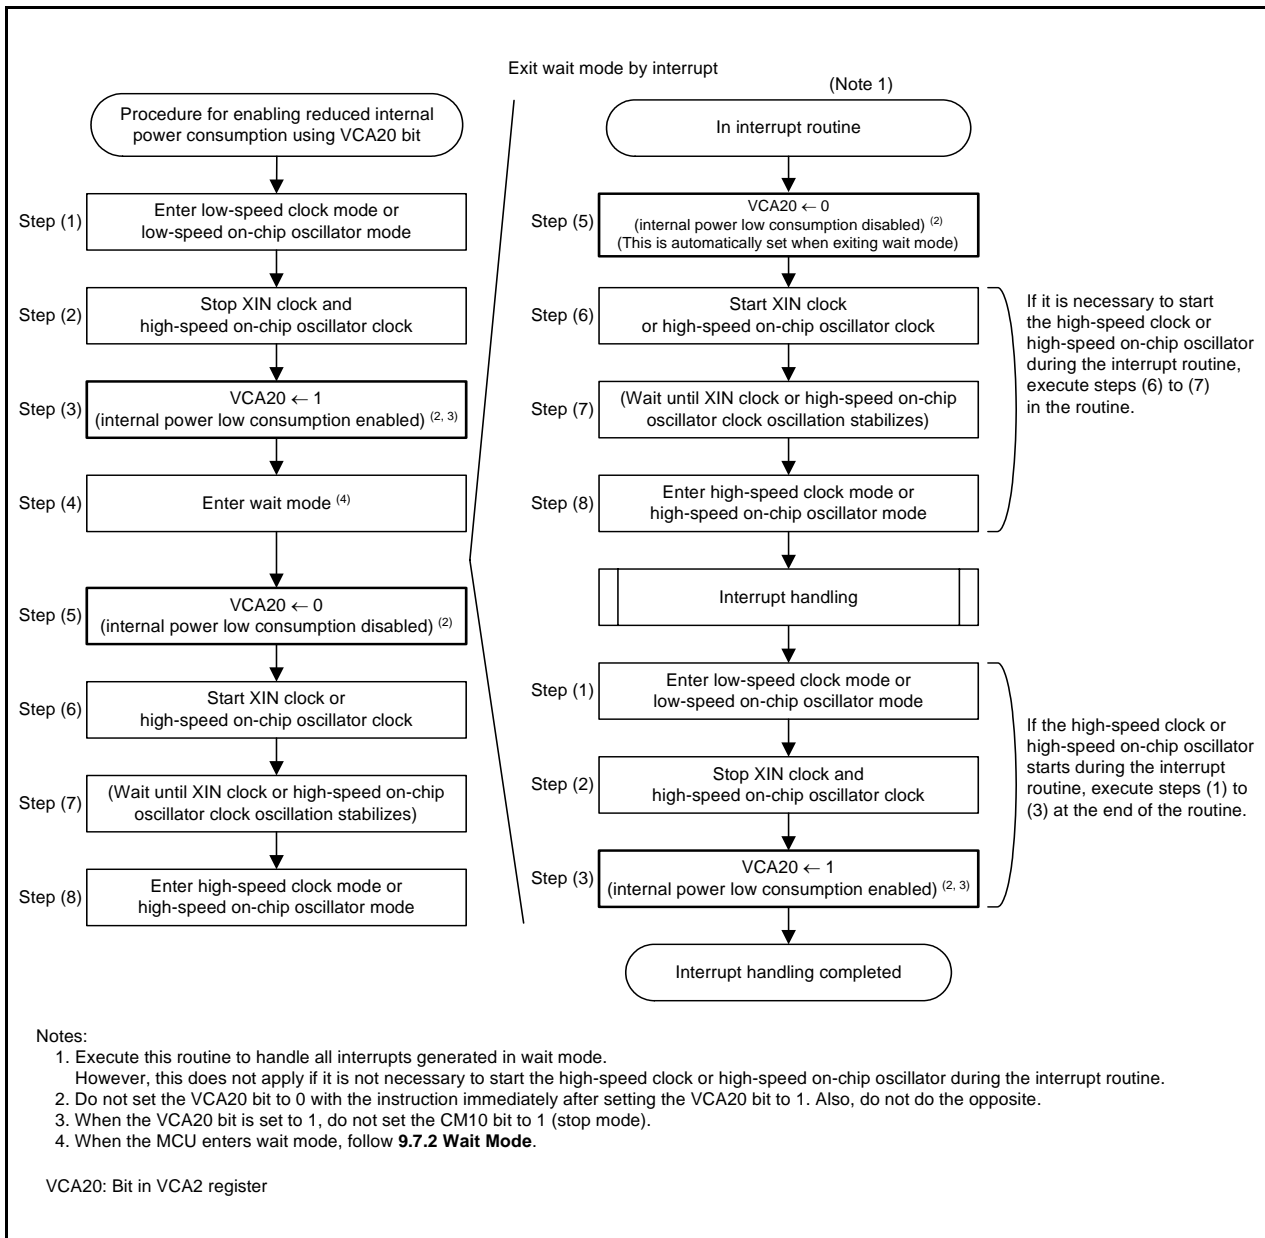 Exit wait mode by interrupt
(Note 1)
Procedure for enabling reduced internal
power consumption using VCA20 bit
Step (1)
Enter low-speed clock mode or
low-speed on-chip oscillator mode
Step (2)
Stop XIN clock and
high-speed on-chip oscillator clock
Step (3)
VCA20 ← 1
(internal power low consumption enabled) (2, 3)
Step (4)
Enter wait mode (4)
Step (5)
VCA20 ← 0
(internal power low consumption disabled) (2)
Step (6)
Start XIN clock or
high-speed on-chip oscillator clock
Step (7)
(Wait until XIN clock or high-speed on-chip
oscillator clock oscillation stabilizes)
Step (8)
Enter high-speed clock mode or
high-speed on-chip oscillator mode
In interrupt routine
Step (5)
VCA20 ← 0
(internal power low consumption disabled) (2)
(This is automatically set when exiting wait mode)
Step (6)
Start XIN clock
or high-speed on-chip oscillator clock
Step (7)
(Wait until XIN clock or high-speed on-chip
oscillator clock oscillation stabilizes)
Step (8)
Enter high-speed clock mode or
high-speed on-chip oscillator mode
If it is necessary to start
the high-speed clock or
high-speed on-chip oscillator
during the interrupt routine,
execute steps (6) to (7)
in the routine.
Interrupt handling
Step (1)
Enter low-speed clock mode or
low-speed on-chip oscillator mode
Step (2)
Stop XIN clock and
high-speed on-chip oscillator clock
Step (3)
VCA20 ← 1
(internal power low consumption enabled) (2, 3)
If the high-speed clock or
high-speed on-chip oscillator
starts during the interrupt
routine, execute steps (1) to
(3) at the end of the routine.
Interrupt handling completed
Notes:
1. Execute this routine to handle all interrupts generated in wait mode.
However, this does not apply if it is not necessary to start the high-speed clock or high-speed on-chip oscillator during the interrupt routine.
2. Do not set the VCA20 bit to 0 with the instruction immediately after setting the VCA20 bit to 1. Also, do not do the opposite.
3. When the VCA20 bit is set to 1, do not set the CM10 bit to 1 (stop mode).
4. When the MCU enters wait mode, follow 9.7.2 Wait Mode.
VCA20: Bit in VCA2 register